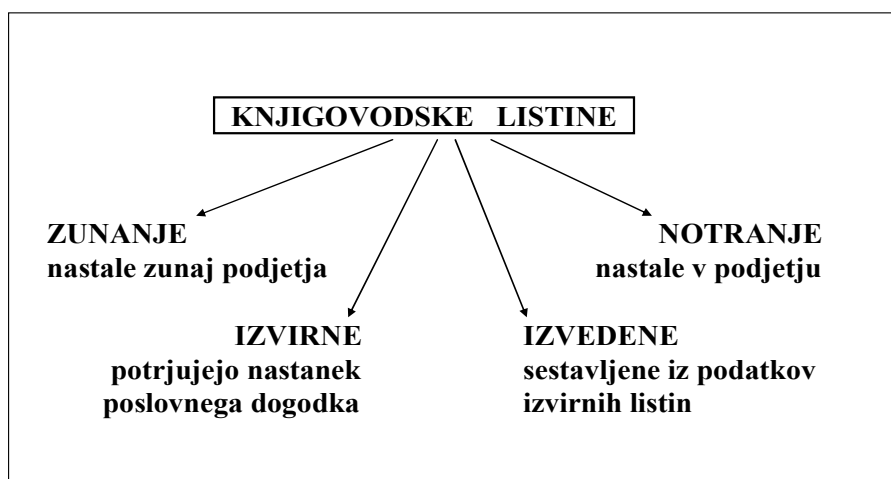 KNJIGOVODSKE LISTINE
ZUNANJE
nastale zunaj podjetja
NOTRANJE
nastale v podjetju
IZVIRNE
potrjujejo nastanek
poslovnega dogodka
IZVEDENE
sestavljene iz podatkov
izvirnih listin